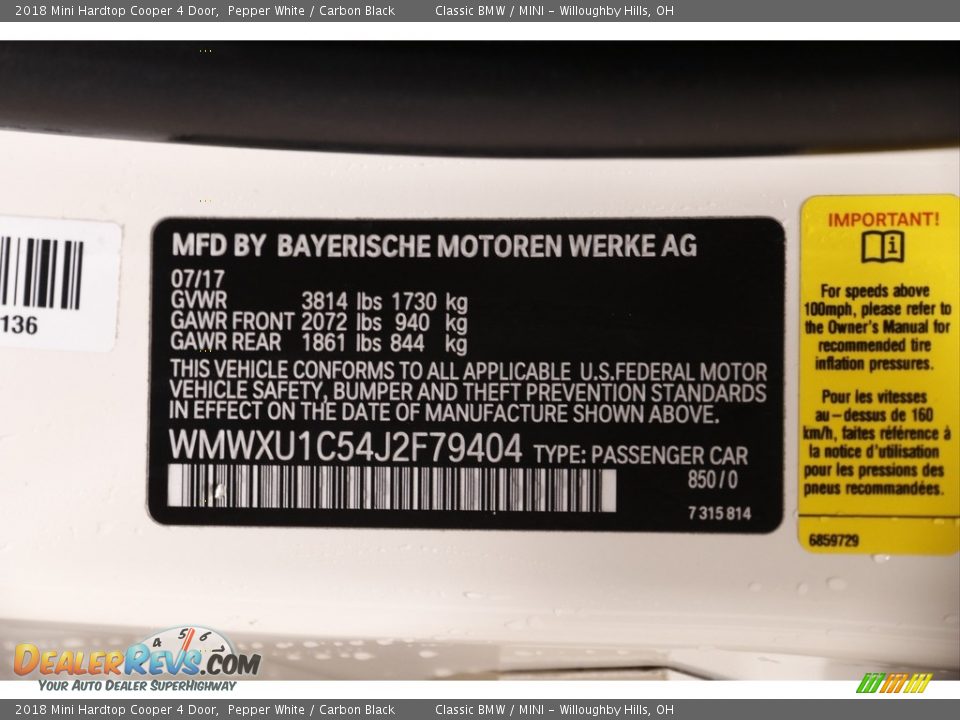 2018 Mini Hardtop Cooper 4 Door, Pepper White / Carbon Black Classic BMW / MINI - Willoughby Hills, OH
136
MFD BY BAYERISCHE MOTOREN WERKE AG
07/17
GVWR 3814 lbs 1730 kg
GAWR FRONT 2072 lbs 940 kg
GAWR REAR 1861 lbs 844 kg
THIS VEHICLE CONFORMS TO ALL APPLICABLE U.S.FEDERAL MOTOR
VEHICLE SAFETY, BUMPER AND THEFT PREVENTION STANDARDS
IN EFFECT ON THE DATE OF MANUFACTURE SHOWN ABOVE.
WMWXU1C54J2F79404 TYPE: PASSENGER CAR
850/0
7 315 814
IMPORTANT!
For speeds above
100mph, please refer to
the Owner's Manual for
recommended tire
inflation pressures.
Pour les vitesses
au-dessus de 160
km/h, faites référence à
la notice d'utilisation
pour les pressions des
pneus recommandées.
6859729
4 5 6
DEALERREVS.COM
YOUR AUTO DEALER SUPERHIGHWAY
2018 Mini Hardtop Cooper 4 Door, Pepper White / Carbon Black Classic BMW / MINI - Willoughby Hills, OH